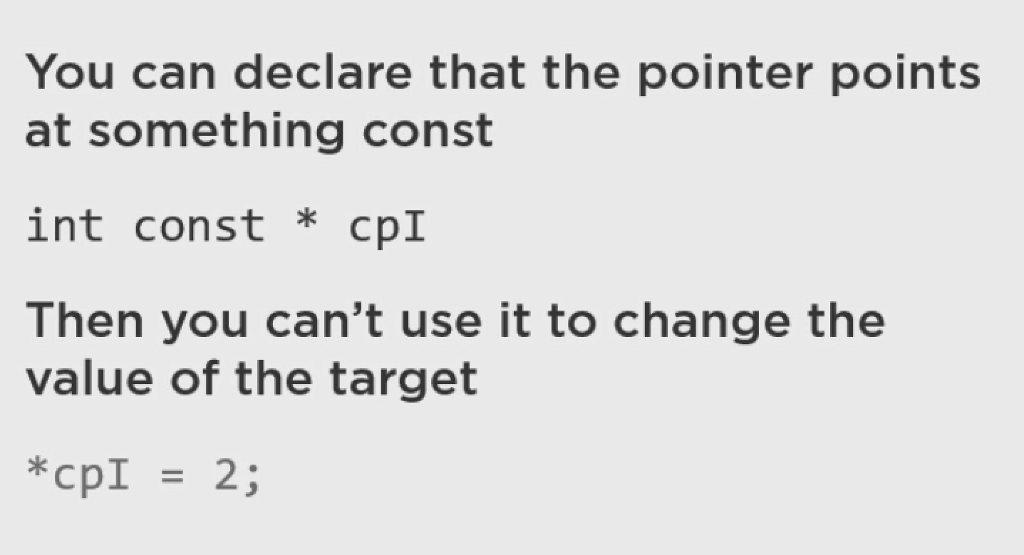 You can declare that the pointer points
at something const
int const * cpI
Then you can’t use it to change the
value of the target
*cpI = 2;